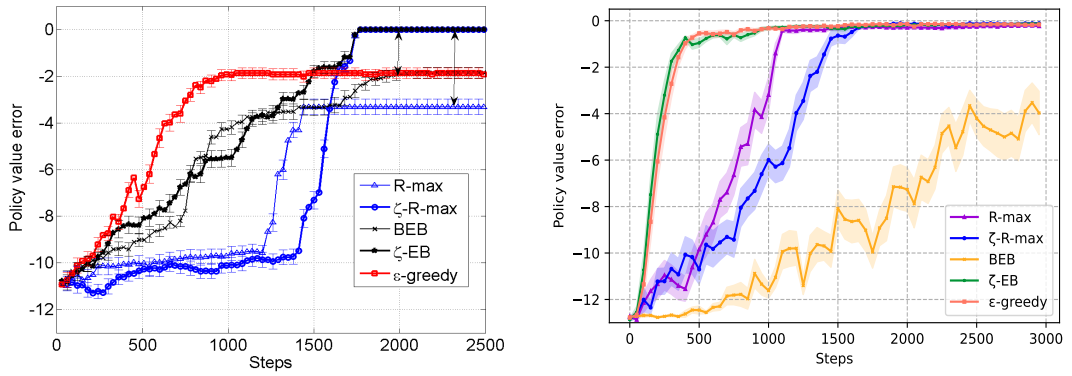 Policy value error
0
-2
-4
-6
-8
-10
-12
0
500
1000
1500
2000
2500
Steps
R-max
ζ-R-max
BEB
ζ-EB
ε-greedy
Policy value error
0
−2
−4
−6
−8
−10
−12
0
500
1000
1500
2000
2500
3000
Steps
R-max
ζ-R-max
BEB
ζ-EB
ε-greedy